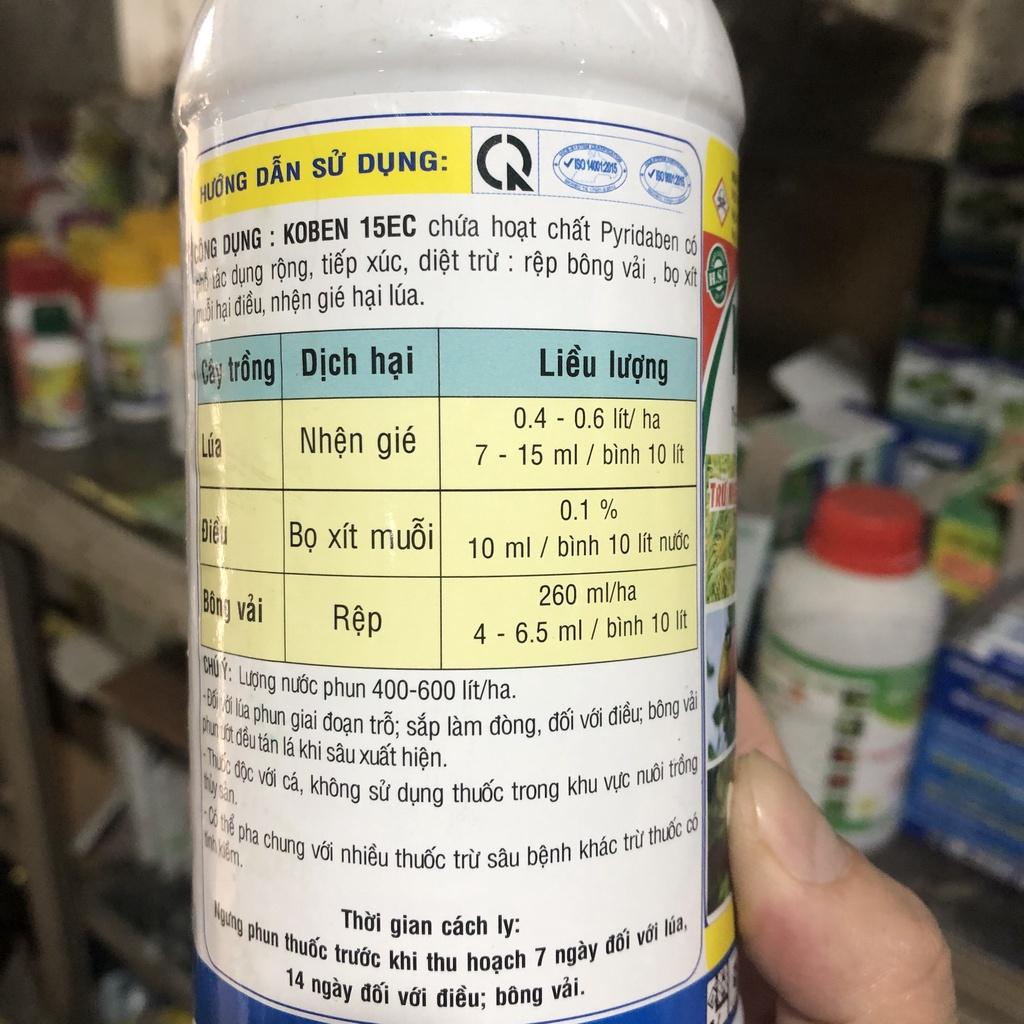 HƯỚNG DẪN SỬ DỤNG:
CR
ISO 14001:2015
ISO 9001:2015
CÔNG DỤNG : KOBEN 15EC chứa hoạt chất Pyridaben có
phổ tác dụng rộng, tiếp xúc, diệt trừ : rệp bông vải , bọ xít
muỗi hại điều, nhện gié hại lúa.
Cây trồng Dịch hại Liều lượng
Lúa Nhện gié 0.4 - 0.6 lít/ ha
7 - 15 ml / bình 10 lít
Điều Bọ xít muỗi 0.1 %
10 ml / bình 10 lít nước
Bông vải Rệp 260 ml/ha
4 - 6.5 ml / bình 10 lít
CHÚ Ý: Lượng nước phun 400-600 lít/ha.
- Đối với lúa phun giai đoạn trỗ; sắp làm đòng, đối với điều; bông vải
phun ướt đều tán lá khi sâu xuất hiện.
- Thuốc độc với cá, không sử dụng thuốc trong khu vực nuôi trồng
thủy sản.
- Có thể pha chung với nhiều thuốc trừ sâu bệnh khác trừ thuốc có
tính kiềm.
Thời gian cách ly:
Ngưng phun thuốc trước khi thu hoạch 7 ngày đối với lúa,
14 ngày đối với điều; bông vải.
H.S.C